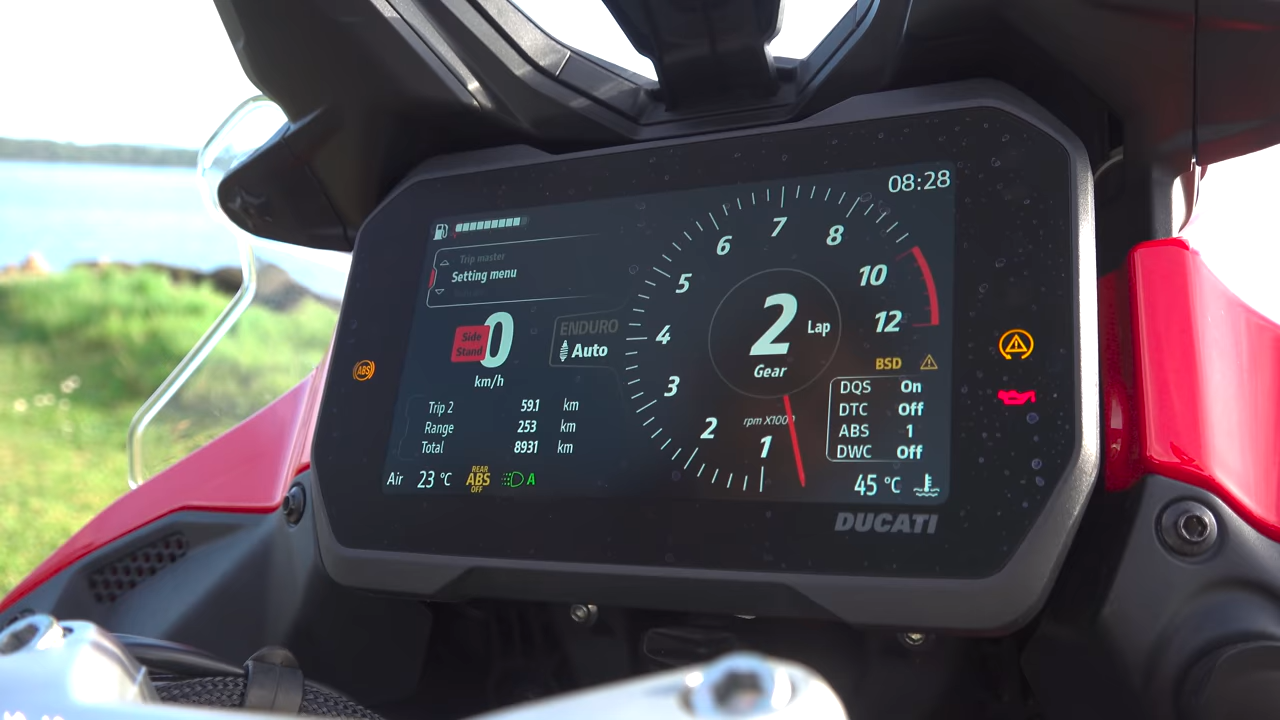 08:28
Trip master
Setting menu
Side
Stand
0
km/h
ENDURO
Auto
1
2
3
4
5
6
7
8
10
12
rpm X1000
2
Lap
Gear
BSD
DQS On
DTC Off
ABS 1
DWC Off
Trip 2 59.1 km
Range 253 km
Total 8931 km
Air 23 °C
REAR
ABS
OFF
A
45 °C
DUCATI
ABS